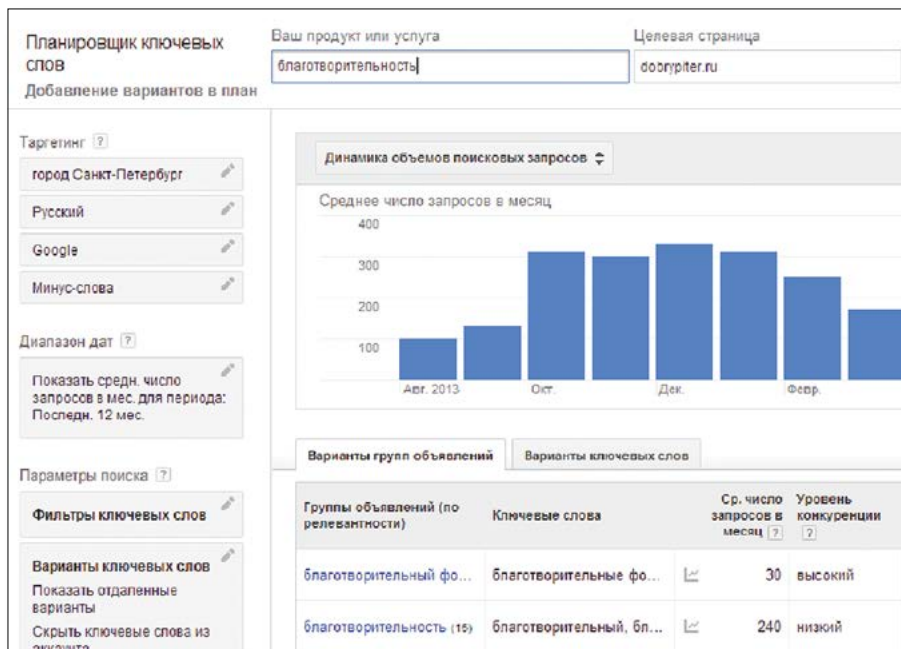 Планировщик ключевых
слов
Добавление вариантов в план
Ваш продукт или услуга
благотворительность
Целевая страница
dobrypiter.ru
Таргетинг ?
город Санкт-Петербург
Русский
Google
Минус-слова
Диапазон дат ?
Показать средн. число
запросов в мес. для периода:
Последн. 12 мес.
Параметры поиска ?
Фильтры ключевых слов
Варианты ключевых слов
Показать отдаленные
варианты
Скрыть ключевые слова из
аккаунта
Динамика объемов поисковых запросов
Среднее число запросов в месяц
400
300
200
100
Авг. 2013
Окт.
Дек.
Февр.
Варианты групп объявлений
Варианты ключевых слов
Группы объявлений (по
релевантности)
Ключевые слова
Ср. число
запросов в
месяц ?
Уровень
конкуренции
?
благотворительный фо... благотворительные фо... 30 высокий
благотворительность (15) благотворительный, бл... 240 низкий